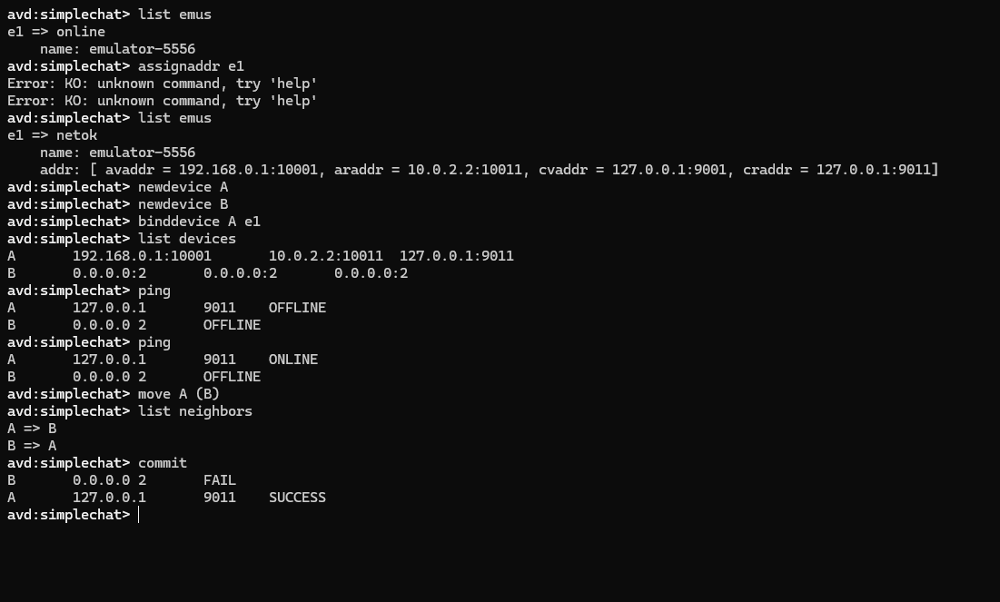 avd:simplechat> list emus
e1 => online
    name: emulator-5556
avd:simplechat> assignaddr e1
Error: KO: unknown command, try 'help'
Error: KO: unknown command, try 'help'
avd:simplechat> list emus
e1 => netok
    name: emulator-5556
    addr: [ avaddr = 192.168.0.1:10001, araddr = 10.0.2.2:10011, cvaddr = 127.0.0.1:9001, craddr = 127.0.0.1:9011]
avd:simplechat> newdevice A
avd:simplechat> newdevice B
avd:simplechat> binddevice A e1
avd:simplechat> list devices
A       192.168.0.1:10001       10.0.2.2:10011  127.0.0.1:9011
B       0.0.0.0:2       0.0.0.0:2       0.0.0.0:2
avd:simplechat> ping
A       127.0.0.1       9011    OFFLINE
B       0.0.0.0 2       OFFLINE
avd:simplechat> ping
A       127.0.0.1       9011    ONLINE
B       0.0.0.0 2       OFFLINE
avd:simplechat> move A (B)
avd:simplechat> list neighbors
A => B
B => A
avd:simplechat> commit
B       0.0.0.0 2       FAIL
A       127.0.0.1       9011    SUCCESS
avd:simplechat>